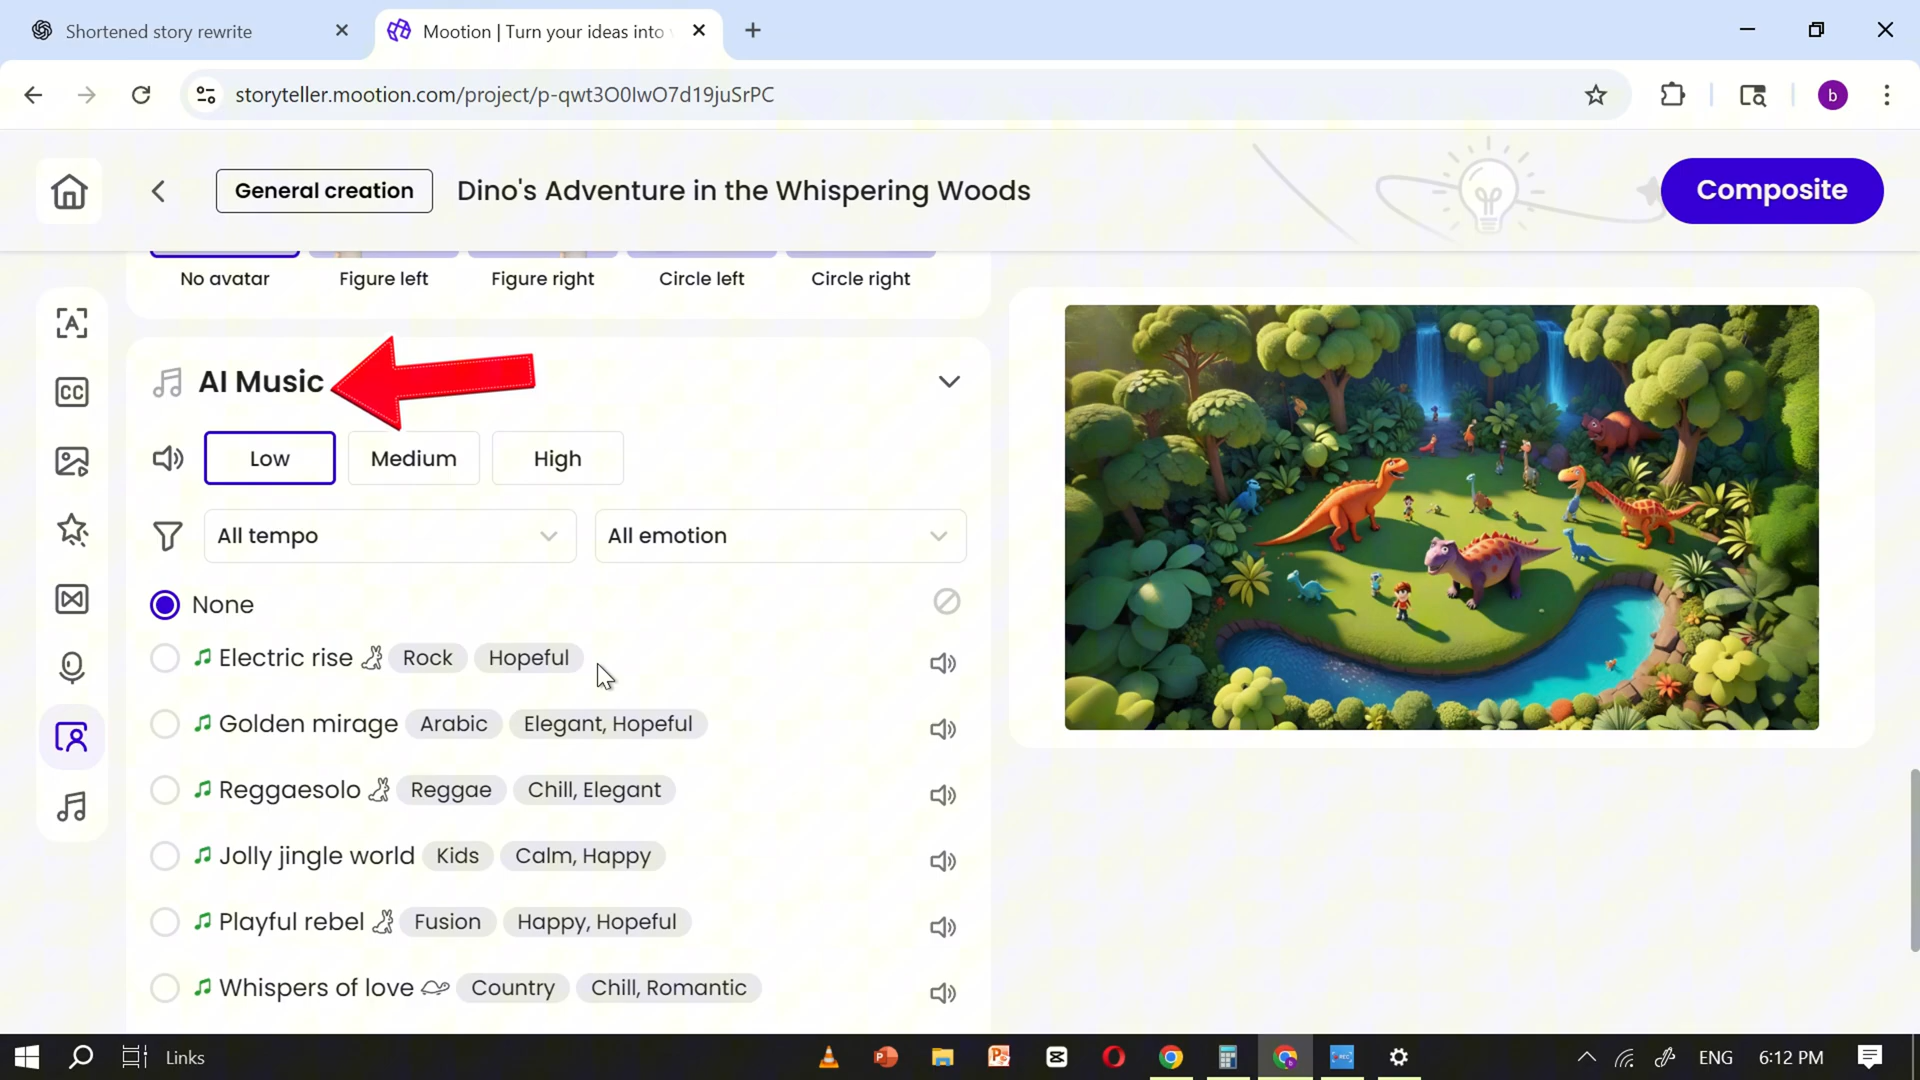 Shortened story rewrite
Mootion | Turn your ideas into
storyteller.mootion.com/project/p-qwt3O0IwO7d19juSrPC
b
General creation
Dino's Adventure in the Whispering Woods
Composite
No avatar
Figure left
Figure right
Circle left
Circle right
A
CC
AI Music
Low
Medium
High
All tempo
All emotion
None
Electric rise Rock Hopeful
Golden mirage Arabic Elegant, Hopeful
Reggaesolo Reggae Chill, Elegant
Jolly jingle world Kids Calm, Happy
Playful rebel Fusion Happy, Hopeful
Whispers of love Country Chill, Romantic
Links
ENG
6:12 PM